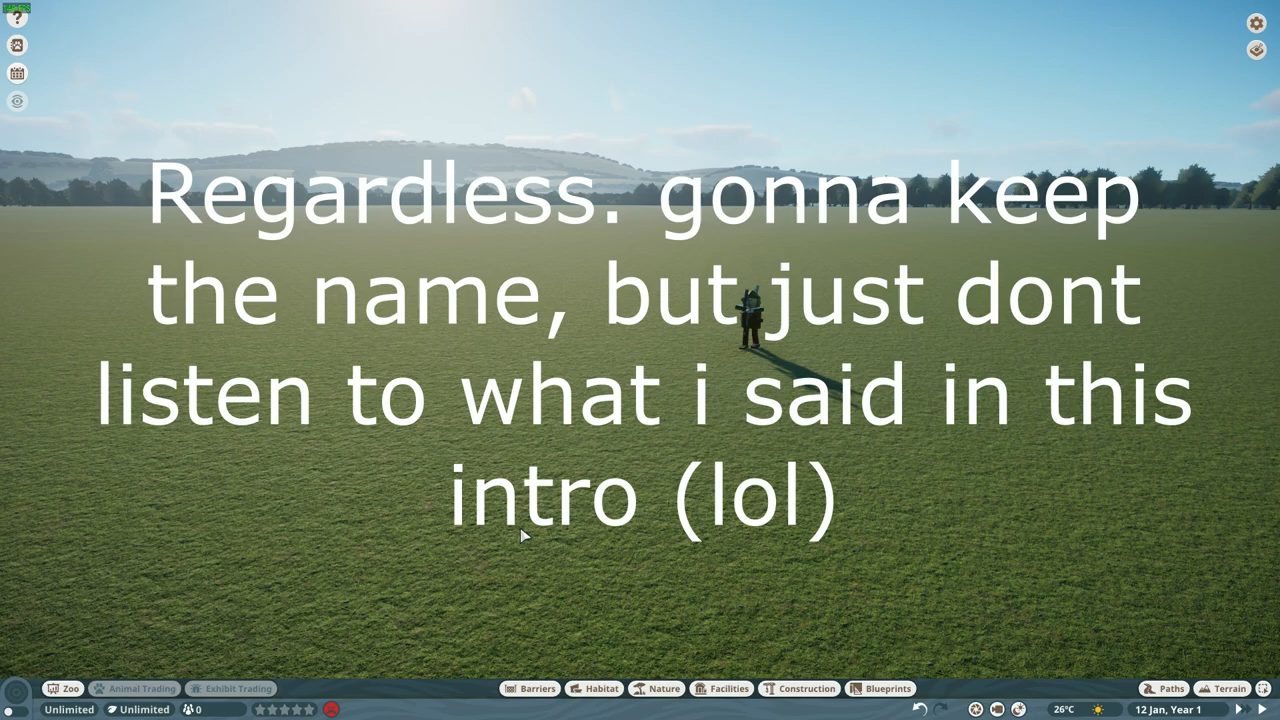 ?
Regardless. gonna keep
the name, but just dont
listen to what i said in this
intro (lol)
Zoo Animal Trading Exhibit Trading Barriers Habitat Nature Facilities Construction Blueprints Paths Terrain
Unlimited Unlimited 0 26°C 12 Jan, Year 1